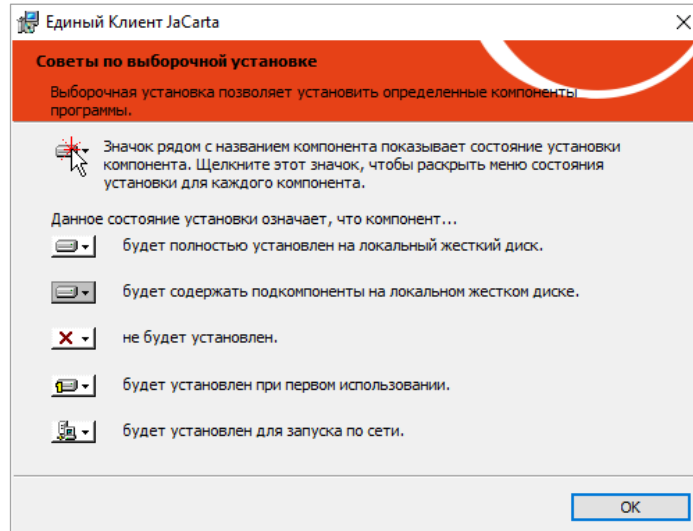 Единый Клиент JaCarta
Советы по выборочной установке
Выборочная установка позволяет установить определенные компоненты
программы.
Значок рядом с названием компонента показывает состояние установки
компонента. Щелкните этот значок, чтобы раскрыть меню состояния
установки для каждого компонента.
Данное состояние установки означает, что компонент...
будет полностью установлен на локальный жесткий диск.
будет содержать подкомпоненты на локальном жестком диске.
не будет установлен.
будет установлен при первом использовании.
будет установлен для запуска по сети.
OK